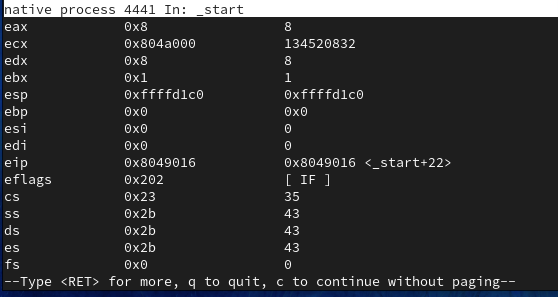 native process 4441 In: _start
eax 0x8 8
ecx 0x804a000 134520832
edx 0x8 8
ebx 0x1 1
esp 0xffffd1c0 0xffffd1c0
ebp 0x0 0x0
esi 0x0 0
edi 0x0 0
eip 0x8049016 0x8049016 <_start+22>
eflags 0x202 [ IF ]
cs 0x23 35
ss 0x2b 43
ds 0x2b 43
es 0x2b 43
fs 0x0 0
--Type <RET> for more, q to quit, c to continue without paging--